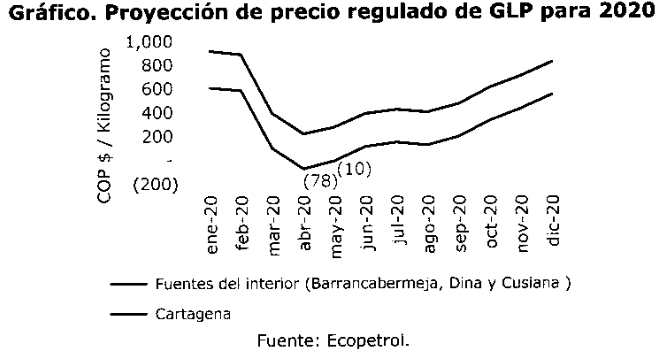 Gráfico. Proyección de precio regulado de GLP para 2020
COP $ / Kilogramo
1,000
800
600
400
200
-
(200)
(78)
(10)
ene-20
feb-20
mar-20
abr-20
may-20
jun-20
jul-20
ago-20
sep-20
oct-20
nov-20
dic-20
Fuentes del interior (Barrancabermeja, Dina y Cusiana )
Cartagena
Fuente: Ecopetrol.